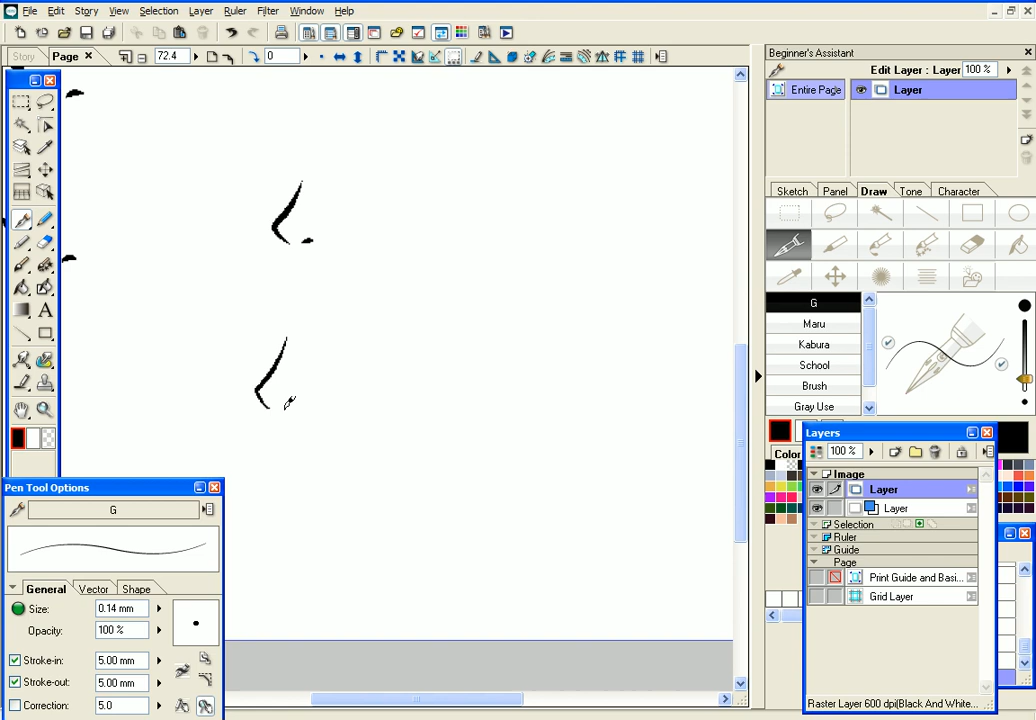 File Edit Story View Selection Layer Ruler Filter Window Help
Story Page 72.4 0
Beginner's Assistant
Edit Layer : Layer 100 %
Entire Page Layer
Sketch Panel Draw Tone Character
G
Maru
Kabura
School
Brush
Gray Use
Layers
100 %
Image
Layer
Layer
Selection
Ruler
Guide
Page
Print Guide and Basi...
Grid Layer
Raster Layer 600 dpi(Black And White...
Pen Tool Options
G
General Vector Shape
Size: 0.14 mm
Opacity: 100 %
Stroke-in: 5.00 mm
Stroke-out: 5.00 mm
Correction: 5.0